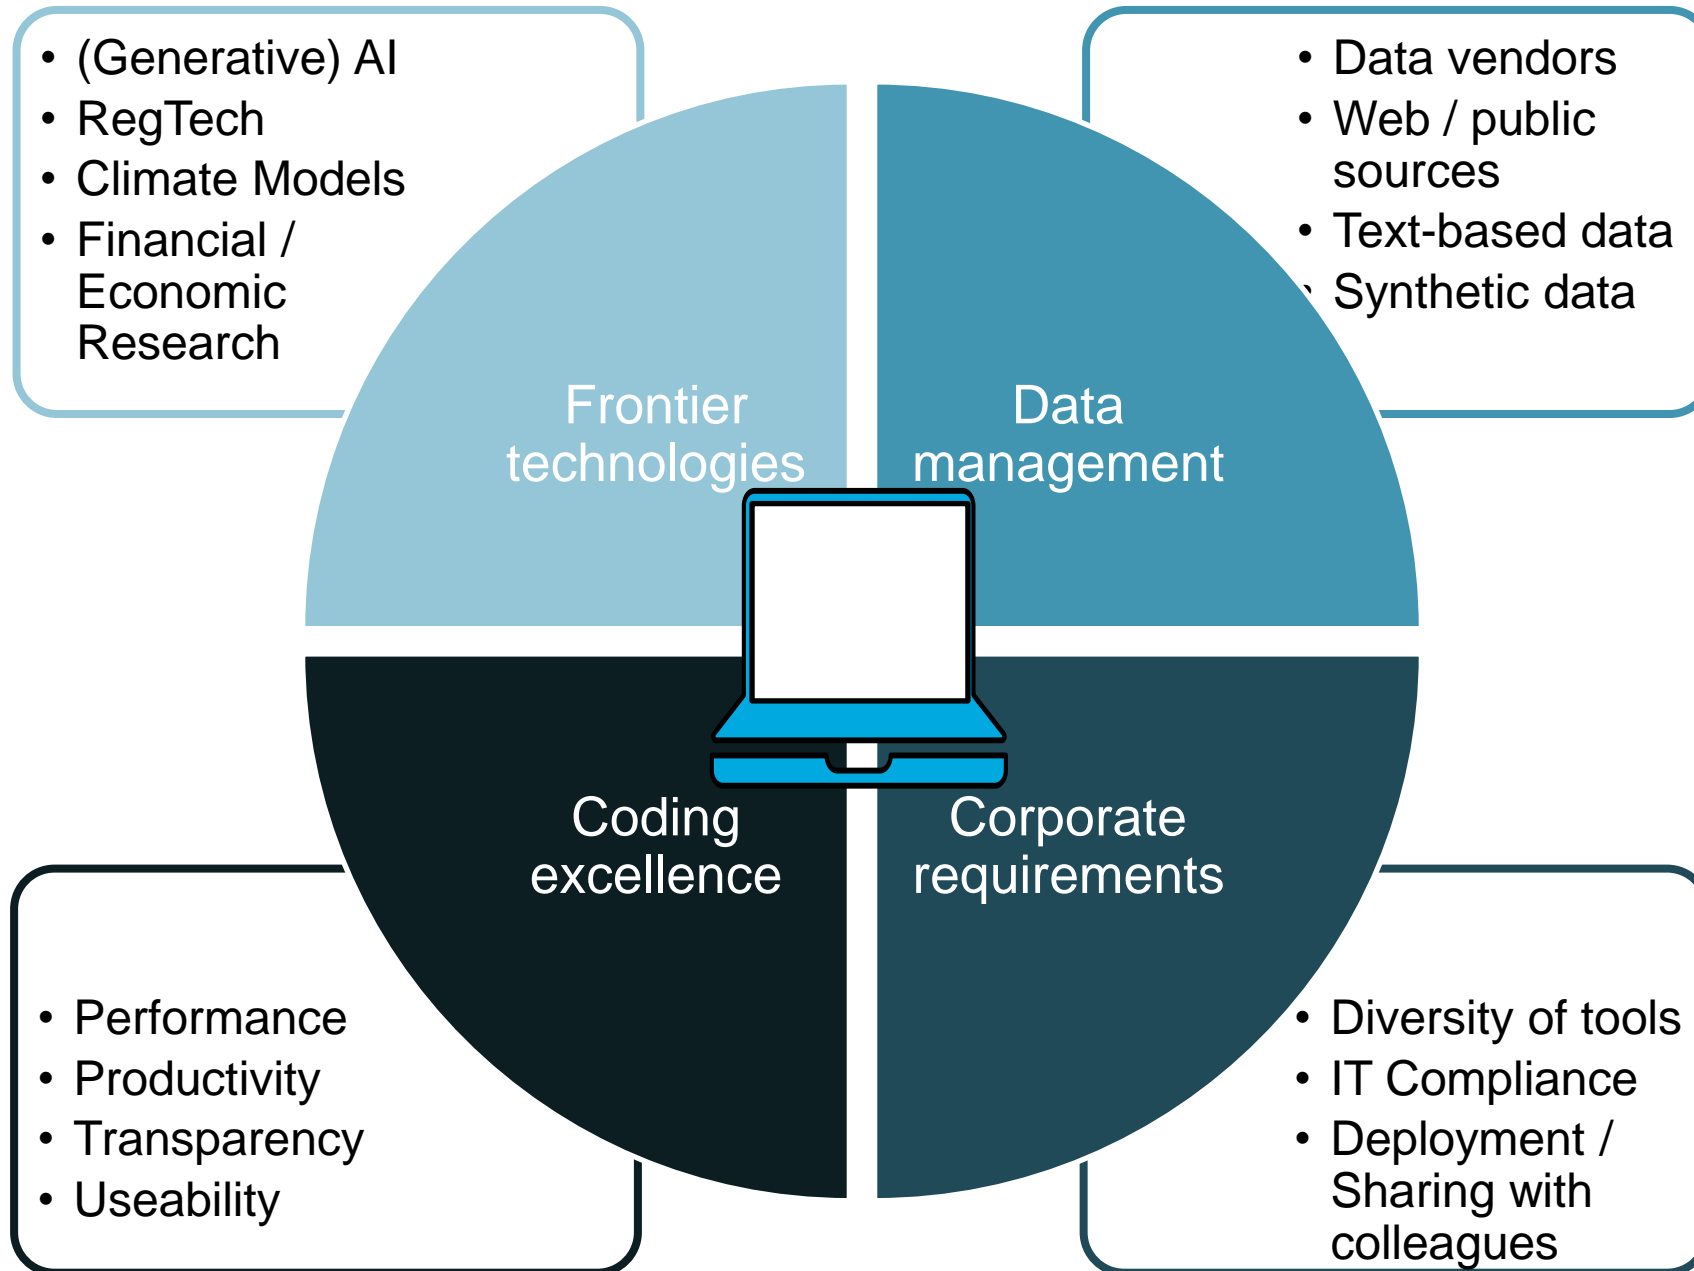 • (Generative) AI
• RegTech
• Climate Models
• Financial /
Economic
Research
• Data vendors
• Web / public
sources
• Text-based data
• Synthetic data
Frontier
technologies
Data
management
Coding
excellence
Corporate
requirements
• Performance
• Productivity
• Transparency
• Useability
• Diversity of tools
• IT Compliance
• Deployment /
Sharing with
colleagues